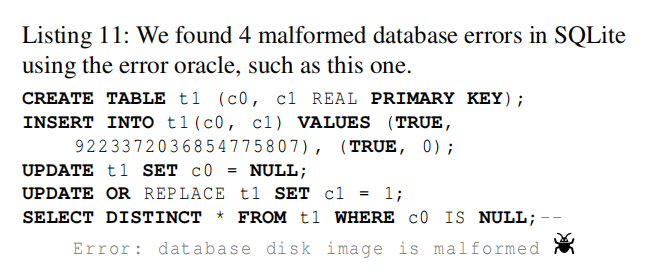 Listing 11: We found 4 malformed database errors in SQLite
using the error oracle, such as this one.
CREATE TABLE t1 (c0, c1 REAL PRIMARY KEY);
INSERT INTO t1(c0, c1) VALUES (TRUE,
9223372036854775807), (TRUE, 0);
UPDATE t1 SET c0 = NULL;
UPDATE OR REPLACE t1 SET c1 = 1;
SELECT DISTINCT * FROM t1 WHERE c0 IS NULL;--
Error: database disk image is malformed